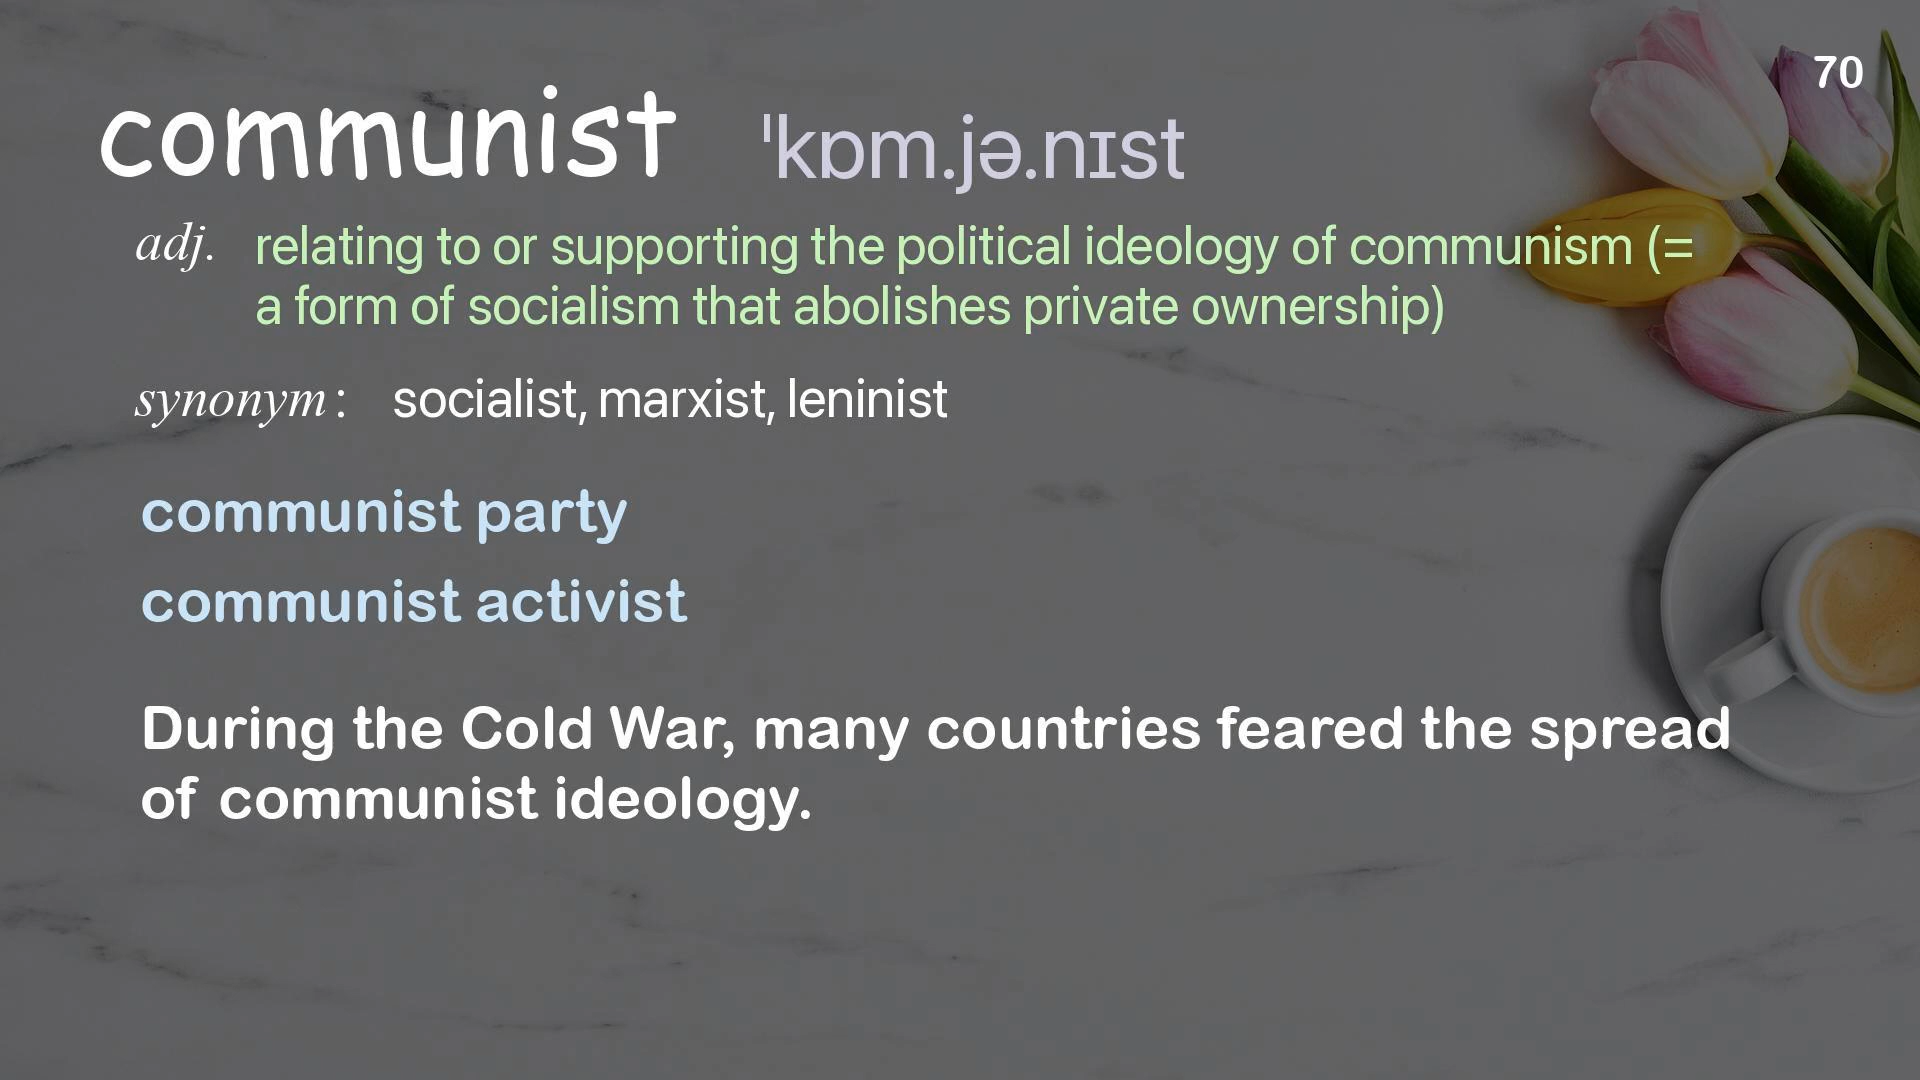 70
communist ˈkɒm.jə.nɪst
adj. relating to or supporting the political ideology of communism (=
a form of socialism that abolishes private ownership)
synonym : socialist, marxist, leninist
communist party
communist activist
During the Cold War, many countries feared the spread
of communist ideology.